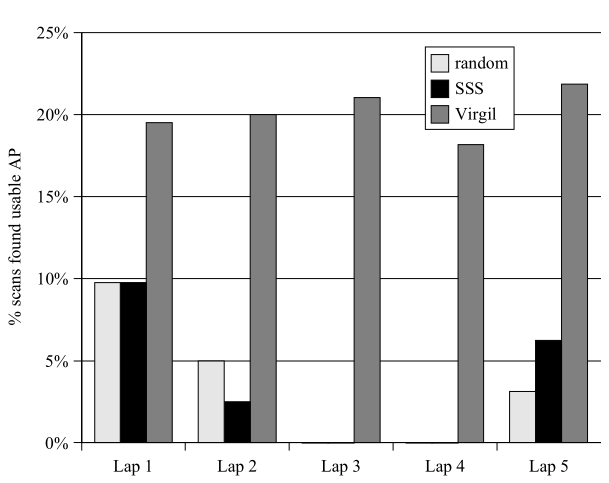 % scans found usable AP
25%
20%
15%
10%
5%
0%
random
SSS
Virgil
Lap 1 Lap 2 Lap 3 Lap 4 Lap 5